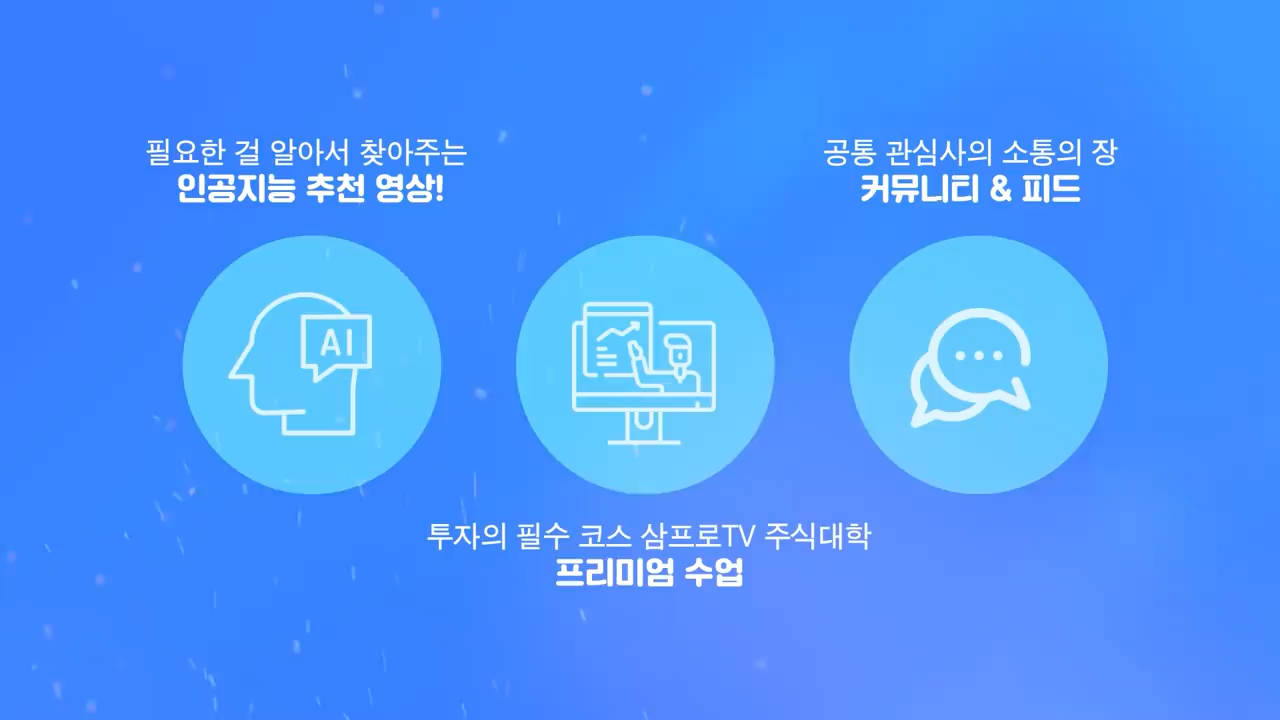 필요한 걸 알아서 찾아주는
인공지능 추천 영상!
AI
투자의 필수 코스 삼프로TV 주식대학
프리미엄 수업
공통 관심사의 소통의 장
커뮤니티 & 피드